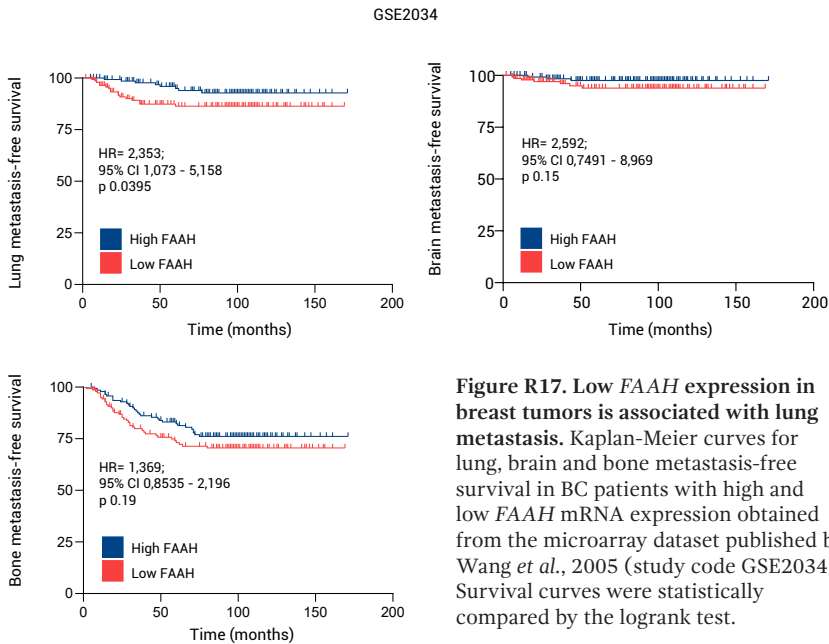 GSE2034
Lung metastasis-free survival
100
75
50
25
0
HR= 2,353;
95% CI 1,073 - 5,158
p 0.0395
High FAAH
Low FAAH
0 50 100 150 200
Time (months)
Brain metastasis-free survival
100
75
50
25
0
HR= 2,592;
95% CI 0,7491 - 8,969
p 0.15
High FAAH
Low FAAH
0 50 100 150 200
Time (months)
Bone metastasis-free survival
100
75
50
25
0
HR= 1,369;
95% CI 0,8535 - 2,196
p 0.19
High FAAH
Low FAAH
0 50 100 150 200
Time (months)
Figure R17. Low FAAH expression in
breast tumors is associated with lung
metastasis. Kaplan-Meier curves for
lung, brain and bone metastasis-free
survival in BC patients with high and
low FAAH mRNA expression obtained
from the microarray dataset published
Wang et al., 2005 (study code GSE2034
Survival curves were statistically
compared by the logrank test.